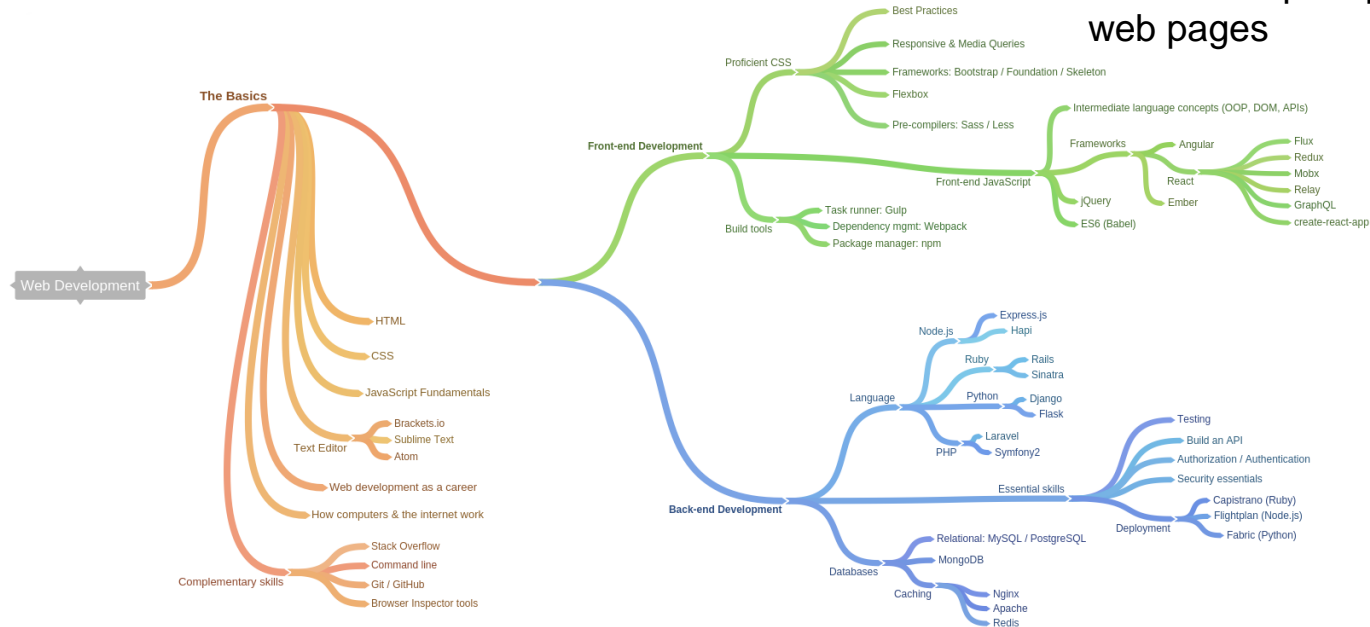 web pages
Web Development
The Basics
HTML
CSS
JavaScript Fundamentals
Text Editor
Brackets.io
Sublime Text
Atom
Web development as a career
How computers & the internet work
Complementary skills
Stack Overflow
Command line
Git / GitHub
Browser Inspector tools
Front-end Development
Proficient CSS
Best Practices
Responsive & Media Queries
Frameworks: Bootstrap / Foundation / Skeleton
Flexbox
Pre-compilers: Sass / Less
Front-end JavaScript
Intermediate language concepts (OOP, DOM, APIs)
Frameworks
Angular
React
Flux
Redux
Mobx
Relay
GraphQL
create-react-app
Ember
jQuery
ES6 (Babel)
Build tools
Task runner: Gulp
Dependency mgmt: Webpack
Package manager: npm
Back-end Development
Language
Node.js
Express.js
Hapi
Ruby
Rails
Sinatra
Python
Django
Flask
PHP
Laravel
Symfony2
Essential skills
Testing
Build an API
Authorization / Authentication
Security essentials
Deployment
Capistrano (Ruby)
Flightplan (Node.js)
Fabric (Python)
Databases
Relational: MySQL / PostgreSQL
MongoDB
Caching
Nginx
Apache
Redis